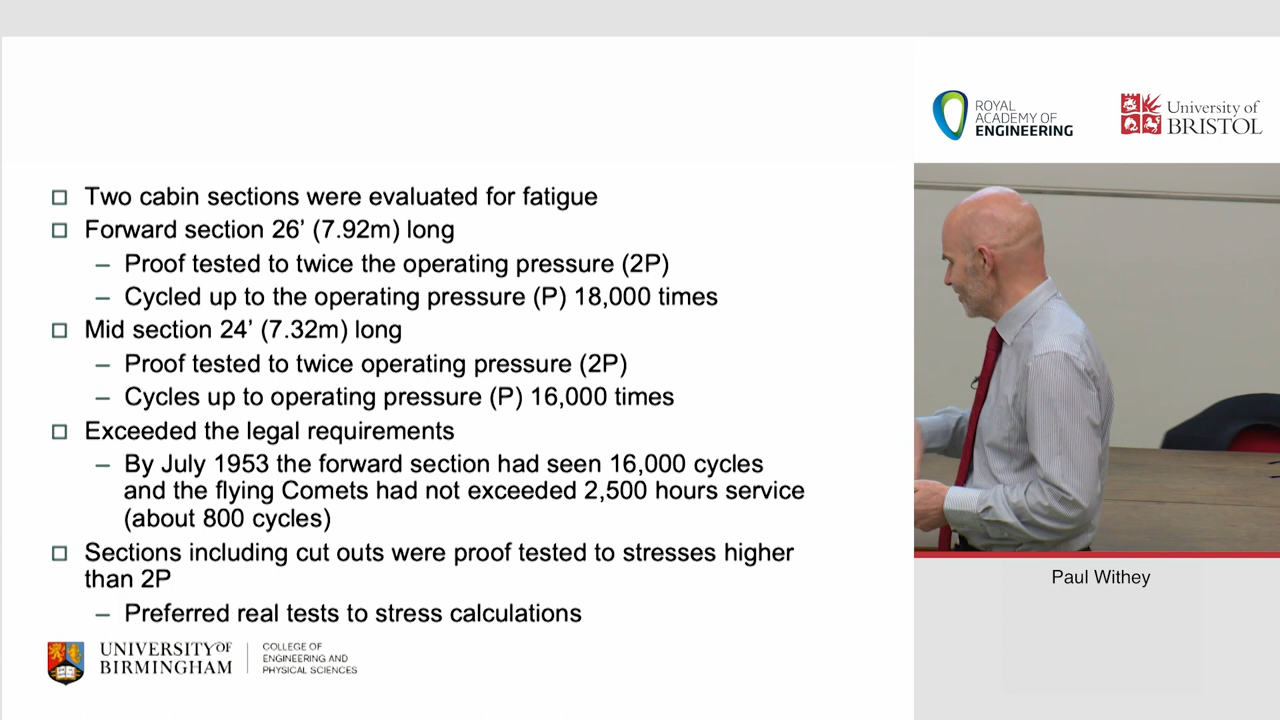 Two cabin sections were evaluated for fatigue
Forward section 26’ (7.92m) long
– Proof tested to twice the operating pressure (2P)
– Cycled up to the operating pressure (P) 18,000 times
Mid section 24’ (7.32m) long
– Proof tested to twice operating pressure (2P)
– Cycles up to operating pressure (P) 16,000 times
Exceeded the legal requirements
– By July 1953 the forward section had seen 16,000 cycles
and the flying Comets had not exceeded 2,500 hours service
(about 800 cycles)
Sections including cut outs were proof tested to stresses higher
than 2P
– Preferred real tests to stress calculations
UNIVERSITY OF
BIRMINGHAM
COLLEGE OF
ENGINEERING AND
PHYSICAL SCIENCES
ROYAL
ACADEMY OF
ENGINEERING
University of
BRISTOL
Paul Withey